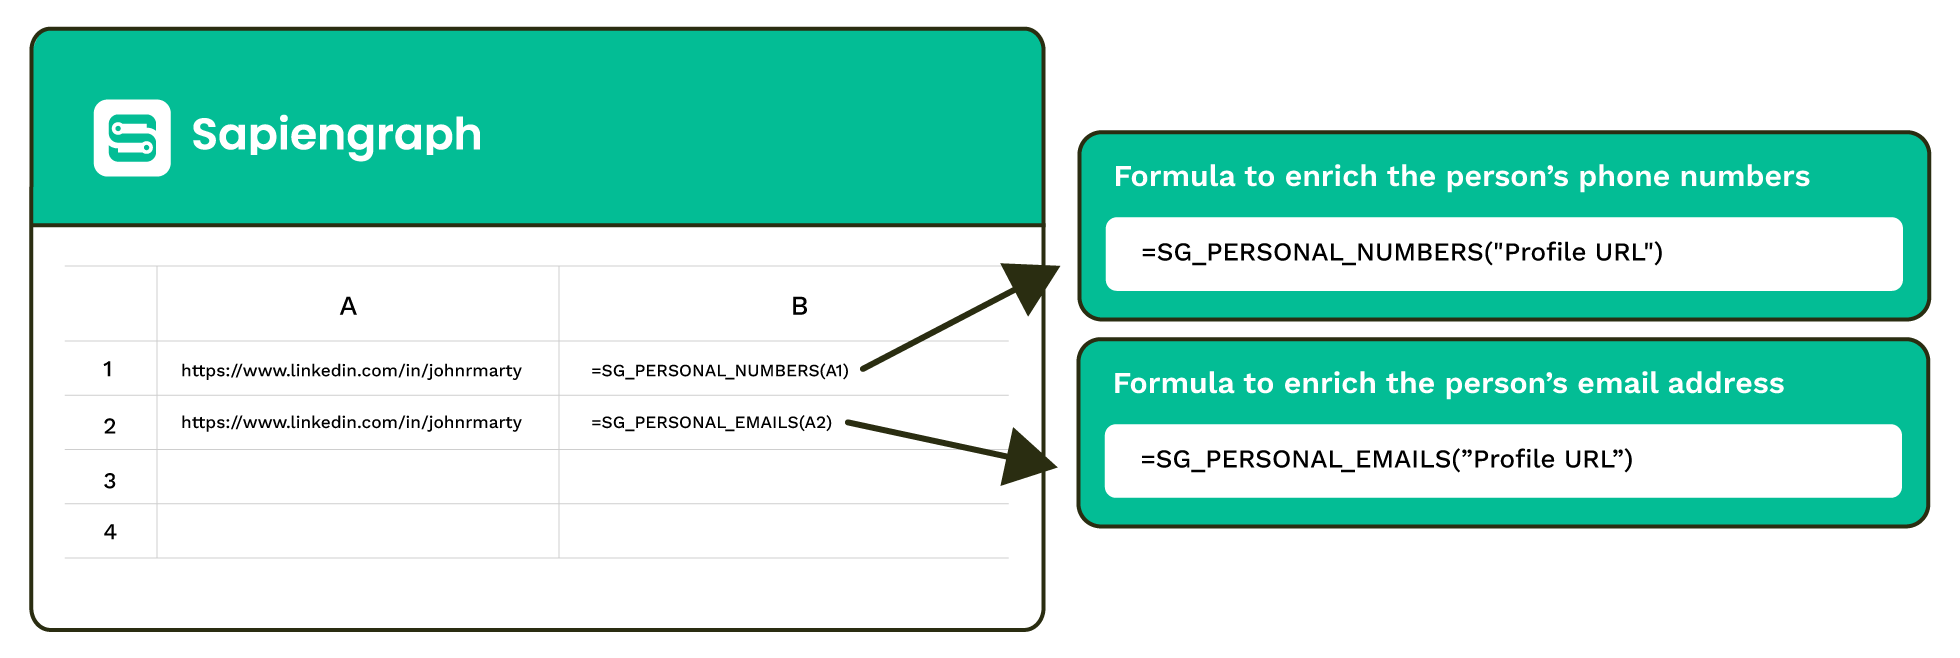 Sapiengraph
A B
1 https://www.linkedin.com/in/johnrmarty =SG_PERSONAL_NUMBERS(A1)
2 https://www.linkedin.com/in/johnrmarty =SG_PERSONAL_EMAILS(A2)
3
4
Formula to enrich the person’s phone numbers
=SG_PERSONAL_NUMBERS("Profile URL")
Formula to enrich the person’s email address
=SG_PERSONAL_EMAILS(”Profile URL”)